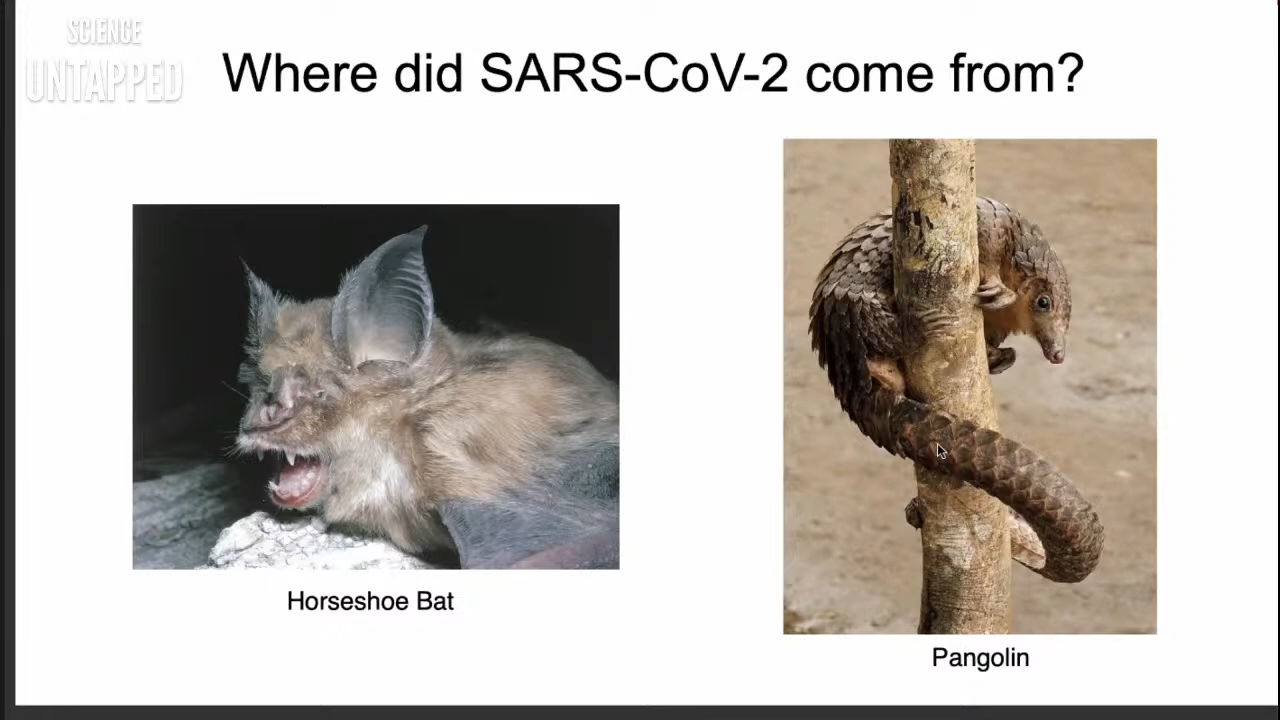 SCIENCE
UNTAPPED
Where did SARS-CoV-2 come from?
Horseshoe Bat
Pangolin